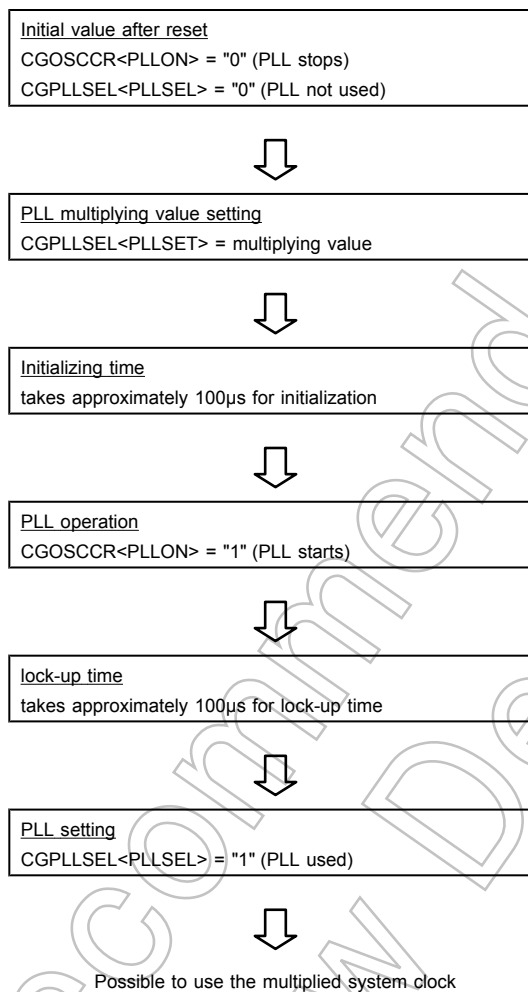 Initial value after reset
CGOSCCR<PLLON> = "0" (PLL stops)
CGPLLSEL<PLLSEL> = "0" (PLL not used)
PLL multiplying value setting
CGPLLSEL<PLLSET> = multiplying value
Initializing time
takes approximately 100μs for initialization
PLL operation
CGOSCCR<PLLON> = "1" (PLL starts)
lock-up time
takes approximately 100μs for lock-up time
PLL setting
CGPLLSEL<PLLSEL> = "1" (PLL used)
Possible to use the multiplied system clock